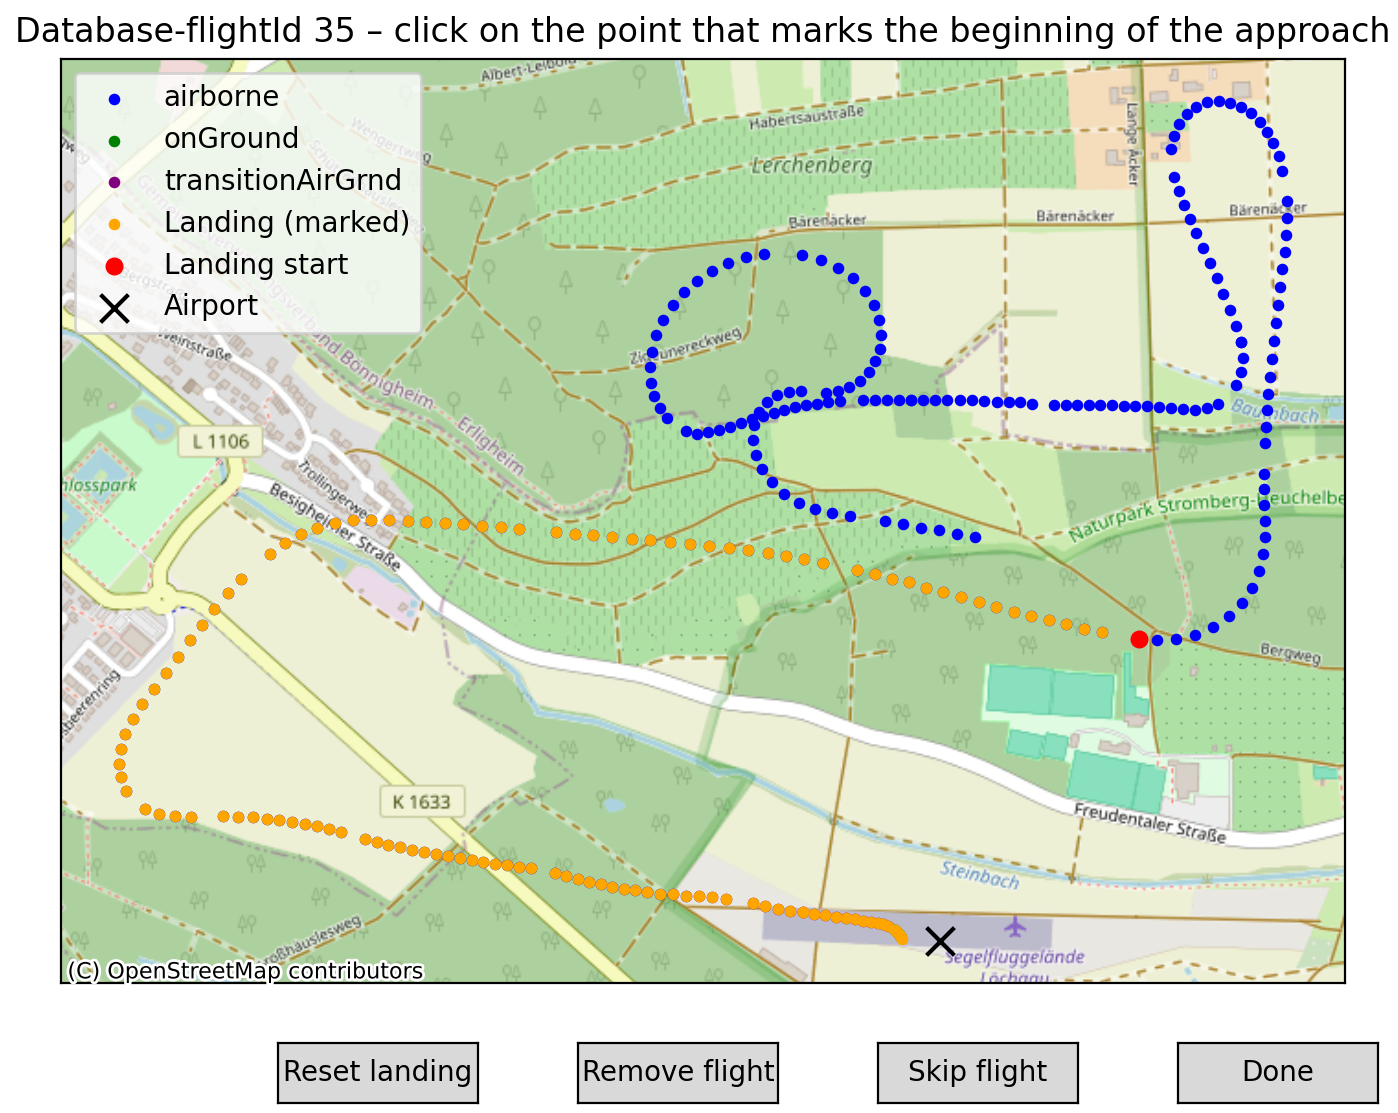 Database-flightId 35 – click on the point that marks the beginning of the approach
airborne
onGround
transitionAirGrnd
Landing (marked)
Landing start
Airport
Albert-Leibold
Habertsaustraße
Lerchenberg
Lange Äcker
Bärenäcker
Bärenäcker
Bärenäcker
Weinstraße
Bönnigheim
Erligheim
Zigeunereckweg
Baumbach
L 1106
Trollingerweg
Besigheimer Straße
Naturpark Stromberg-Heuchelbe
Bergweg
K 1633
Freudentaler Straße
Steinbach
Segelfluggelände
Löchgau
(C) OpenStreetMap contributors
Reset landing
Remove flight
Skip flight
Done